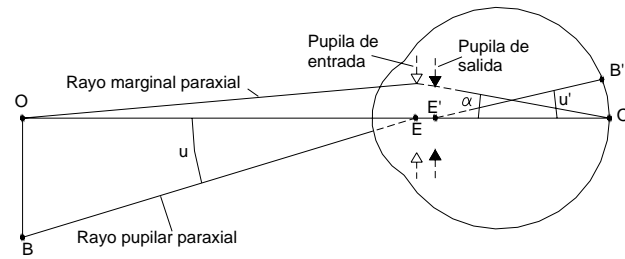 Pupila de
entrada
Pupila de
salida
Rayo marginal paraxial
B'
O
E'
α
u'
E
O'
u
Rayo pupilar paraxial
B